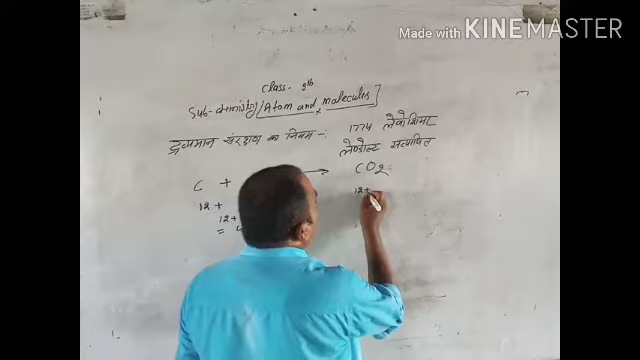 Made with KINEMASTER
Class - 9th
Sub- chemistry [Atom and molecules]
द्रव्यमान संरक्षण का नियम -: 1774 लैवोशिया
लैण्डोल्ट सत्यापित
C + → CO2
12 + 12+
12+
=